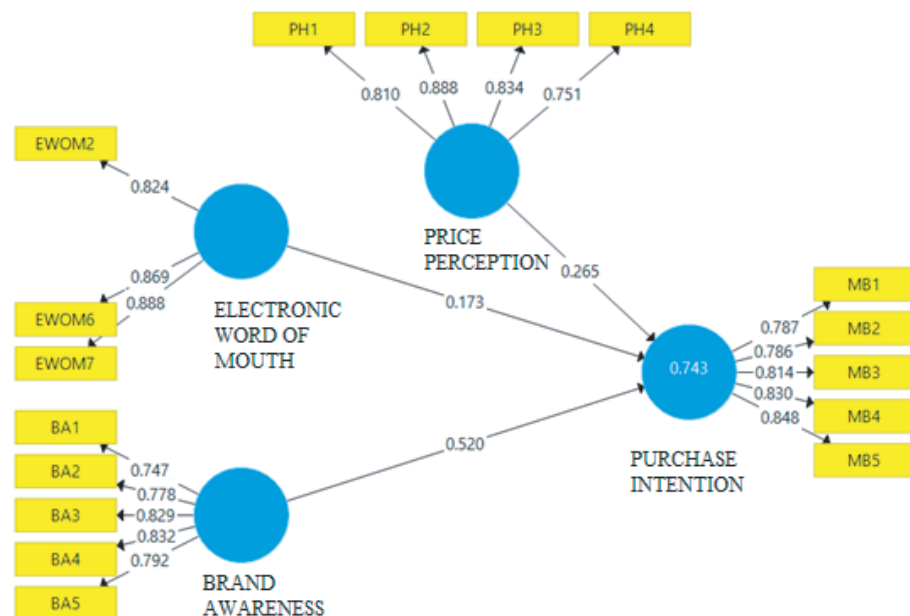 PH1
PH2
PH3
PH4
0.810
0.888
0.834
0.751
EWOM2
0.824
PRICE
PERCEPTION
0.265
0.869
0.888
EWOM6
EWOM7
ELECTRONIC
WORD OF
MOUTH
0.173
MB1
MB2
MB3
MB4
MB5
0.787
0.786
0.814
0.830
0.848
0.743
PURCHASE
INTENTION
BA1
BA2
BA3
BA4
BA5
0.747
0.778
0.829
0.832
0.792
0.520
BRAND
AWARENESS